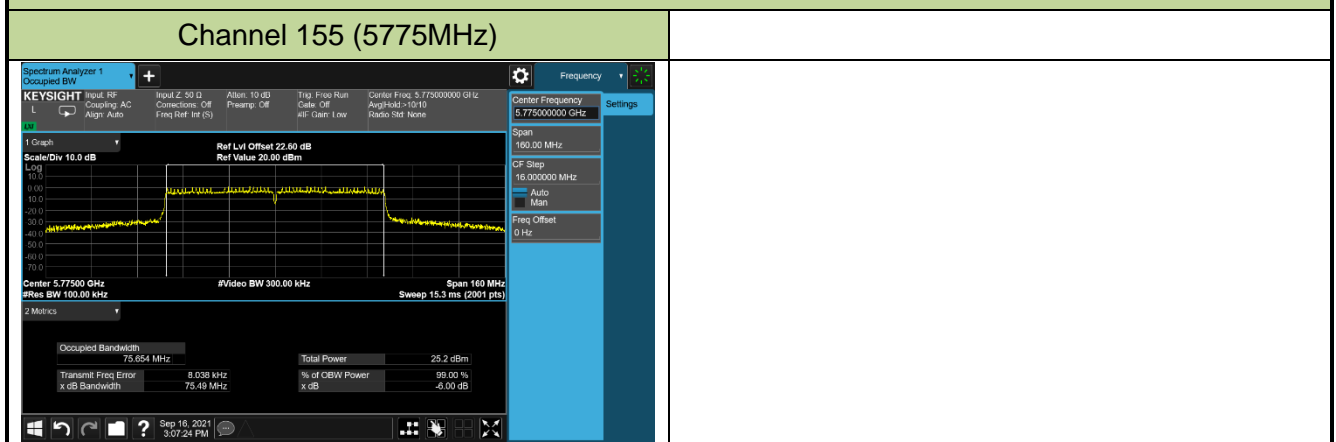 Channel 155 (5775MHz)
Spectrum Analyzer 1
Occupied BW
Frequency
KEYSIGHT Input: RF Input Z: 50 Ω Atten: 10 dB Trig: Free Run Center Freq: 5.775000000 GHz
L Coupling: AC Corrections: Off Preamp: Off Gate: Off Avg|Hold:>10/10
Align: Auto Freq Ref: Int (S) #IF Gain: Low Radio Std: None
Center Frequency
5.775000000 GHz
Settings
Span
160.00 MHz
CF Step
16.000000 MHz
Auto
Man
Freq Offset
0 Hz
1 Graph
Ref Lvl Offset 22.60 dB
Scale/Div 10.0 dB Ref Value 20.00 dBm
Log
10.0
0.00
-10.0
-20.0
-30.0
-40.0
-50.0
-60.0
-70.0
Center 5.77500 GHz #Video BW 300.00 kHz Span 160 MHz
#Res BW 100.00 kHz Sweep 15.3 ms (2001 pts)
2 Metrics
Occupied Bandwidth
75.654 MHz Total Power 25.2 dBm
Transmit Freq Error 8.038 kHz % of OBW Power 99.00 %
x dB Bandwidth 75.49 MHz x dB -6.00 dB
? Sep 16, 2021
3:07:24 PM